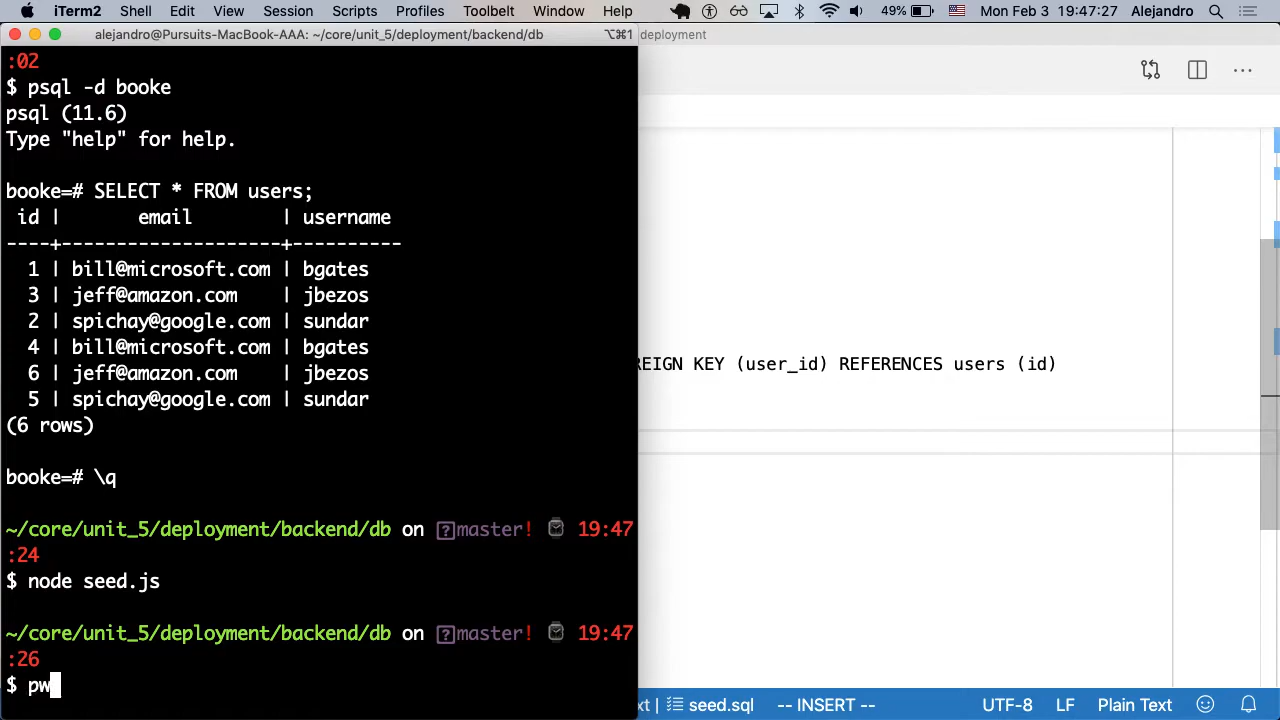 iTerm2 Shell Edit View Session Scripts Profiles Toolbelt Window Help 49% Mon Feb 3 19:47:27 Alejandro
alejandro@Pursuits-MacBook-AAA: ~/core/unit_5/deployment/backend/db ⌥⌘1 deployment
:02
$ psql -d booke
psql (11.6)
Type "help" for help.
booke=# SELECT * FROM users;
id | email | username
----+--------------------+----------
1 | bill@microsoft.com | bgates
3 | jeff@amazon.com | jbezos
2 | spichay@google.com | sundar
4 | bill@microsoft.com | bgates
6 | jeff@amazon.com | jbezos
5 | spichay@google.com | sundar
(6 rows)
booke=# \q
~/core/unit_5/deployment/backend/db on master! 19:47
:24
$ node seed.js
~/core/unit_5/deployment/backend/db on master! 19:47
:26
$ pw
REIGN KEY (user_id) REFERENCES users (id)
xt | seed.sql -- INSERT -- UTF-8 LF Plain Text